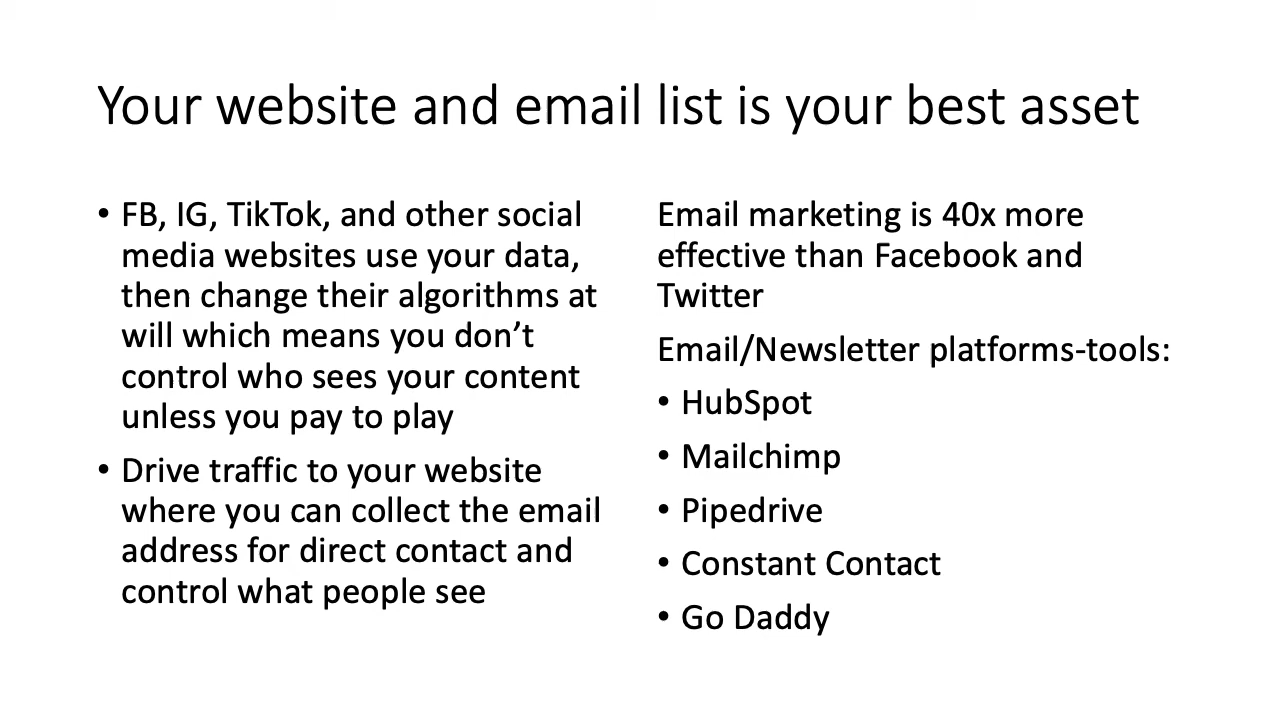 Your website and email list is your best asset
• FB, IG, TikTok, and other social
media websites use your data,
then change their algorithms at
will which means you don’t
control who sees your content
unless you pay to play
• Drive traffic to your website
where you can collect the email
address for direct contact and
control what people see
Email marketing is 40x more
effective than Facebook and
Twitter
Email/Newsletter platforms-tools:
• HubSpot
• Mailchimp
• Pipedrive
• Constant Contact
• Go Daddy